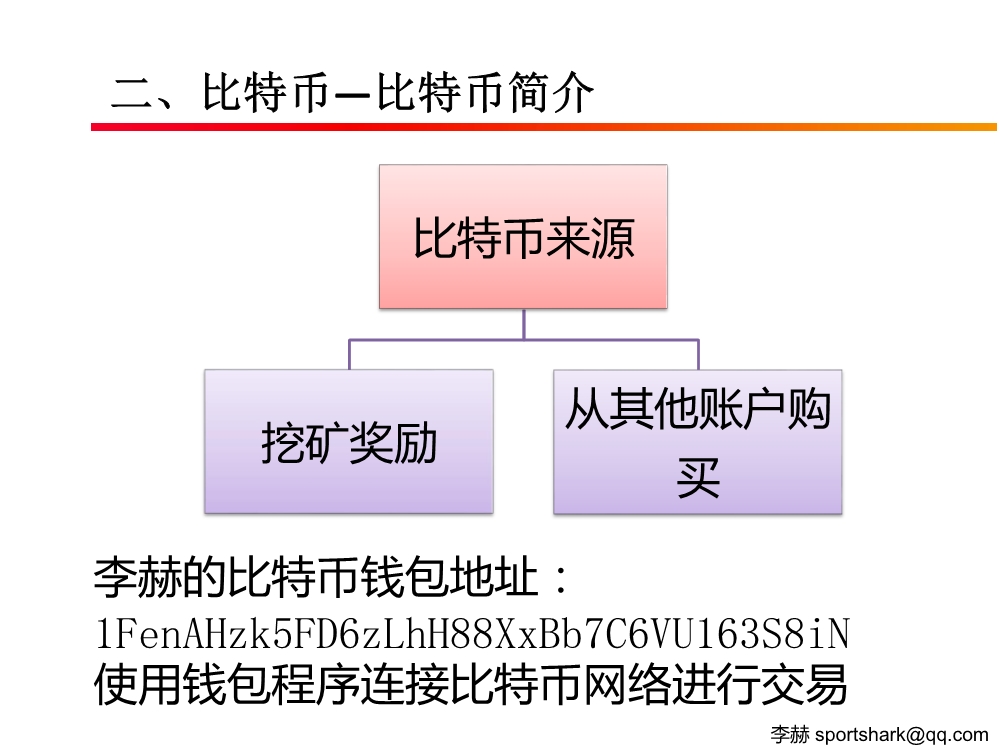 二、比特币—比特币简介
比特币来源
挖矿奖励
从其他账户购
买
李赫的比特币钱包地址：
1FenAHzk5FD6zLhH88XxBb7C6VU163S8iN
使用钱包程序连接比特币网络进行交易
李赫 sportshark@qq.com